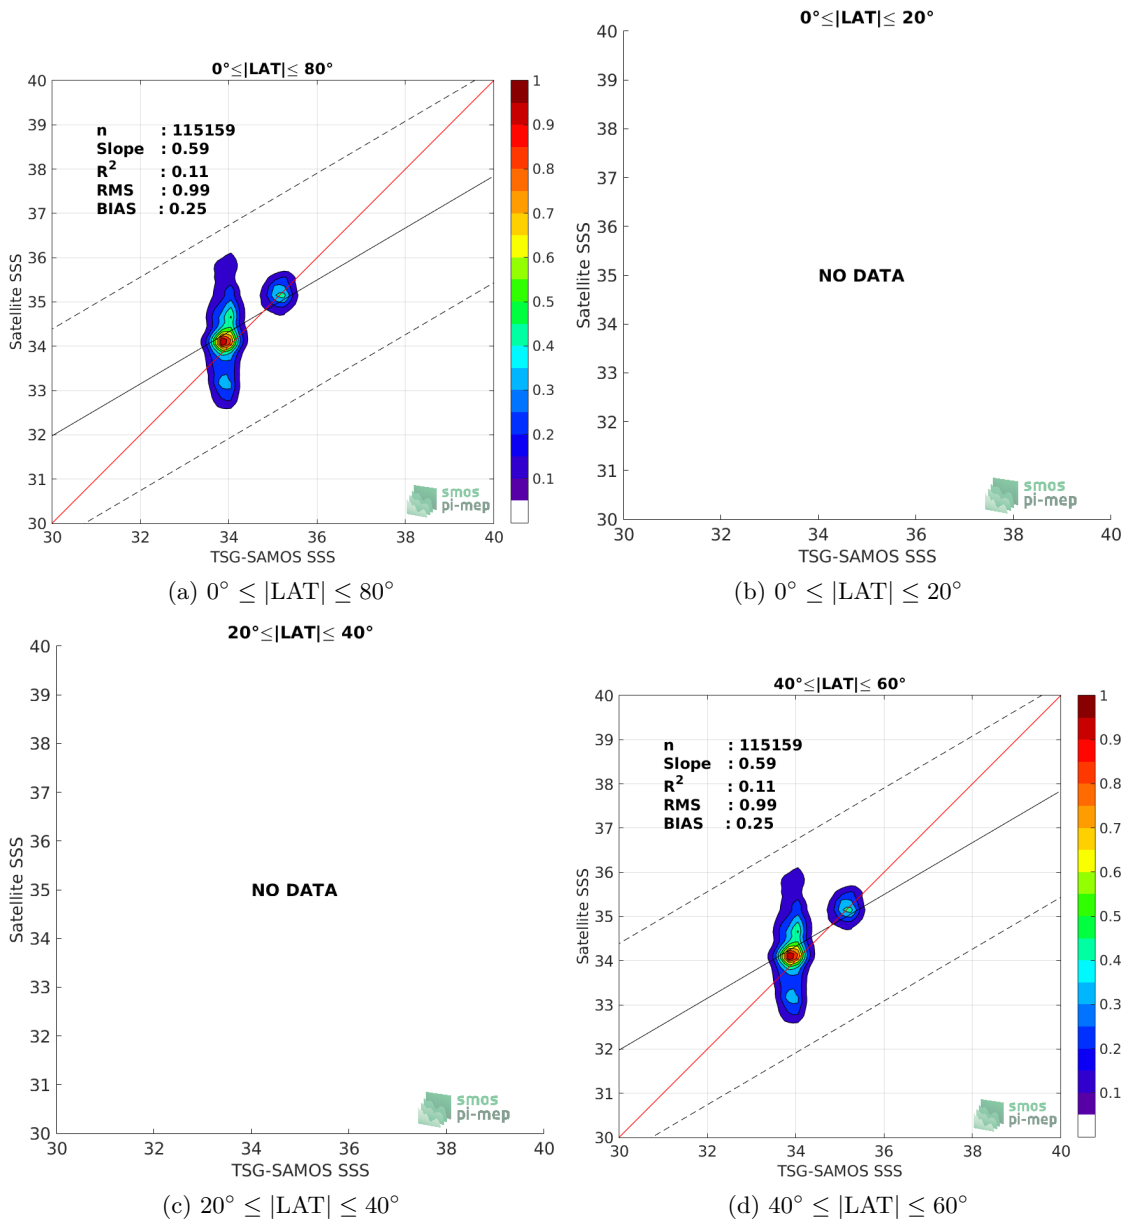 0°≤|LAT|≤ 80°
40
39
38
37
36
35
34
33
32
31
30
Satellite SSS
n : 115159
Slope : 0.59
R2 : 0.11
RMS : 0.99
BIAS : 0.25
1
0.9
0.8
0.7
0.6
0.5
0.4
0.3
0.2
0.1
smos
pi-mep
30 32 34 36 38 40
TSG-SAMOS SSS
(a) 0° ≤ |LAT| ≤ 80°
0°≤|LAT|≤ 20°
40
39
38
37
36
35
34
33
32
31
30
Satellite SSS
NO DATA
smos
pi-mep
30 32 34 36 38 40
TSG-SAMOS SSS
(b) 0° ≤ |LAT| ≤ 20°
20°≤|LAT|≤ 40°
40
39
38
37
36
35
34
33
32
31
30
Satellite SSS
NO DATA
smos
pi-mep
30 32 34 36 38 40
TSG-SAMOS SSS
(c) 20° ≤ |LAT| ≤ 40°
40°≤|LAT|≤ 60°
40
39
38
37
36
35
34
33
32
31
30
Satellite SSS
n : 115159
Slope : 0.59
R2 : 0.11
RMS : 0.99
BIAS : 0.25
1
0.9
0.8
0.7
0.6
0.5
0.4
0.3
0.2
0.1
smos
pi-mep
30 32 34 36 38 40
TSG-SAMOS SSS
(d) 40° ≤ |LAT| ≤ 60°